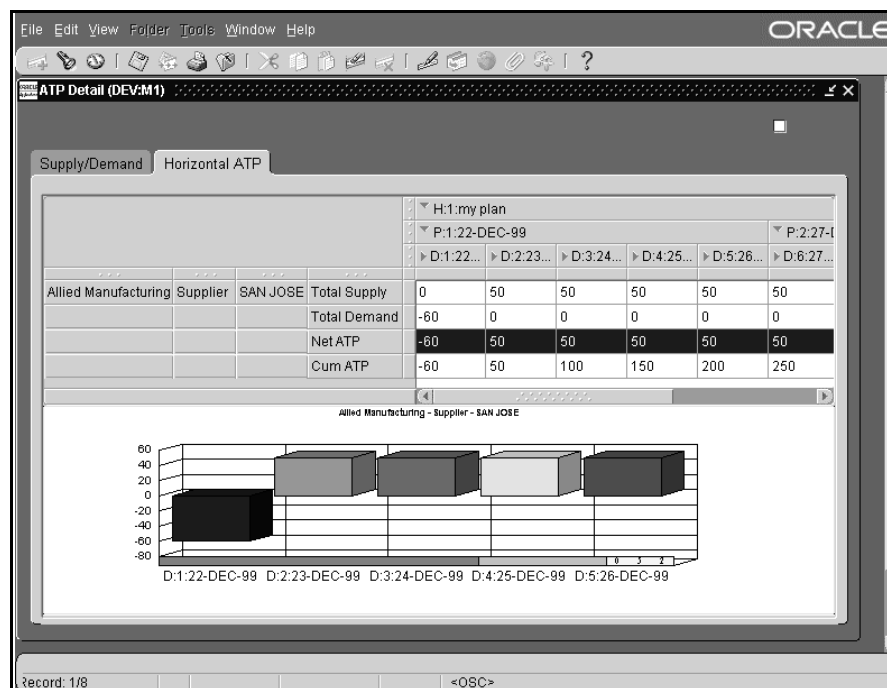 File Edit View Folder Tools Window Help ORACLE
ATP Detail (DEV:M1)
Supply/Demand Horizontal ATP
H:1:my plan
P:1:22-DEC-99 P:2:27-D
D:1:22... D:2:23... D:3:24... D:4:25... D:5:26... D:6:27...
Allied Manufacturing Supplier SAN JOSE Total Supply 0 50 50 50 50 50
Total Demand -60 0 0 0 0 0
Net ATP -60 50 50 50 50 50
Cum ATP -60 50 100 150 200 250
Allied Manufacturing - Supplier - SAN JOSE
60
40
20
0
-20
-40
-60
-80
0 3 2
D:1:22-DEC-99 D:2:23-DEC-99 D:3:24-DEC-99 D:4:25-DEC-99 D:5:26-DEC-99
Record: 1/8 <OSC>